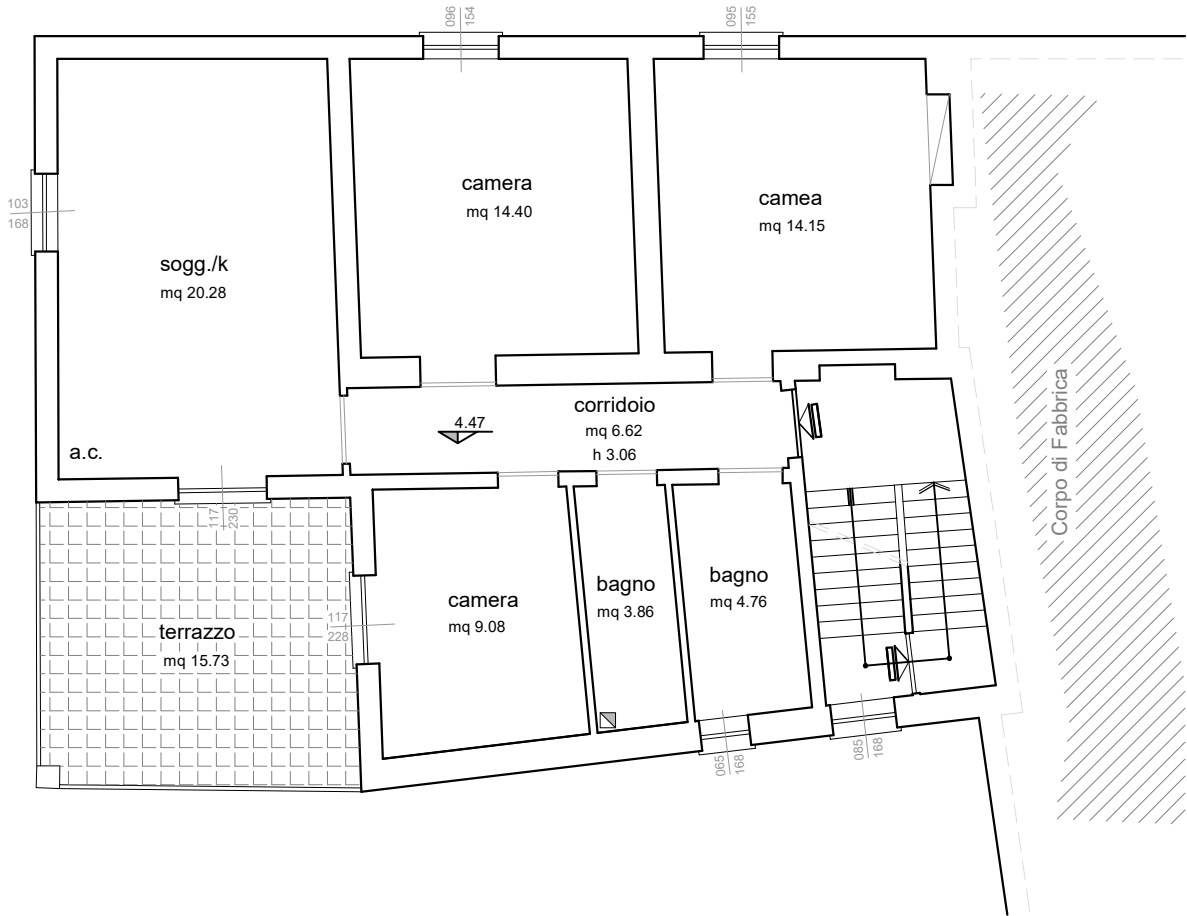 096
154
095
155
103
168
camera
mq 14.40
camea
mq 14.15
sogg./k
mq 20.28
corridoio
mq 6.62
h 3.06
4.47
a.c.
Corpo di Fabbrica
117
230
camera
mq 9.08
bagno
mq 3.86
bagno
mq 4.76
117
228
terrazzo
mq 15.73
065
168
085
168